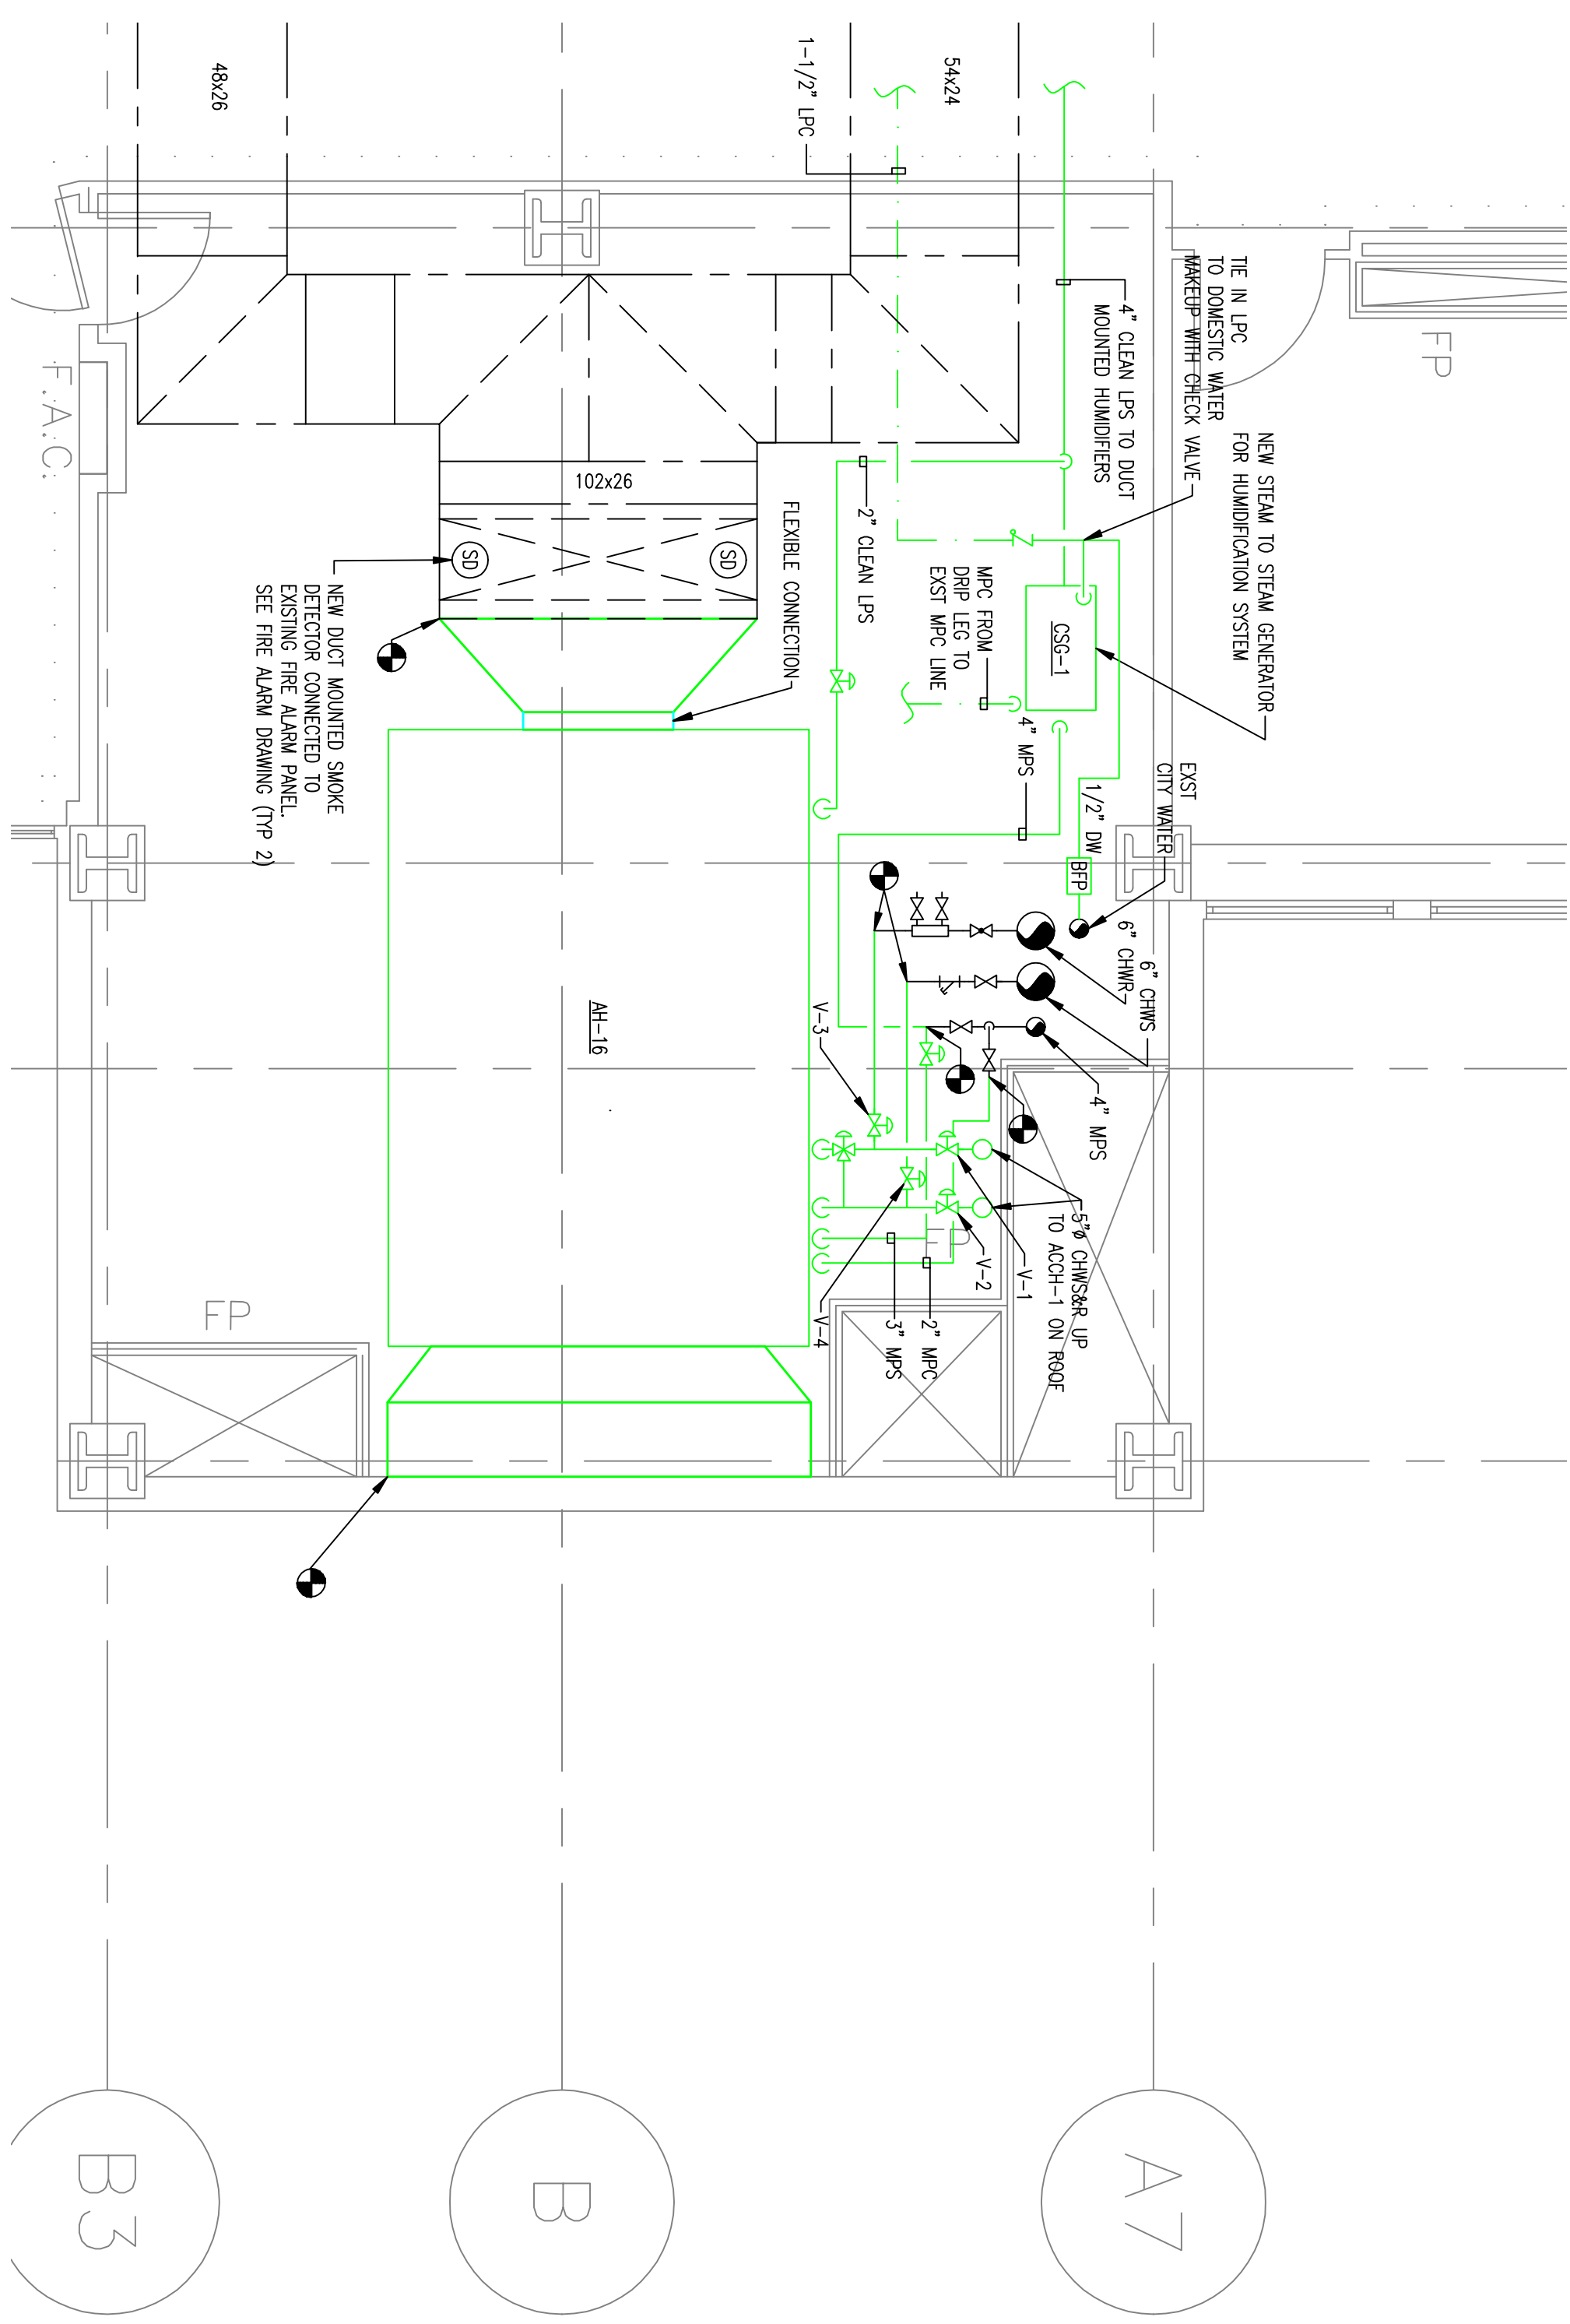 TIE IN LPC
TO DOMESTIC WATER
MAKEUP WITH CHECK VALVE
NEW STEAM TO STEAM GENERATOR
FOR HUMIDIFICATION SYSTEM
FP
4" CLEAN LPS TO DUCT
MOUNTED HUMIDIFIERS
54x24
1-1/2" LPC
48x26
F.A.C.
102x26
FLEXIBLE CONNECTION
2" CLEAN LPS
MPC FROM
DRIP LEG TO
EXST MPC LINE
CSG-1
4" MPS
SD
SD
NEW DUCT MOUNTED SMOKE
DETECTOR CONNECTED TO
EXISTING FIRE ALARM PANEL.
SEE FIRE ALARM DRAWING (TYP 2)
EXST
CITY WATER
1/2" DW
BFP
6" CHWS
6" CHWR
4" MPS
AH-16
V-3
5"Ø CHWS&R UP
TO ACCH-1 ON ROOF
V-1
V-2
FP
2" MPC
3" MPS
V-4
FP
A7
B
B3